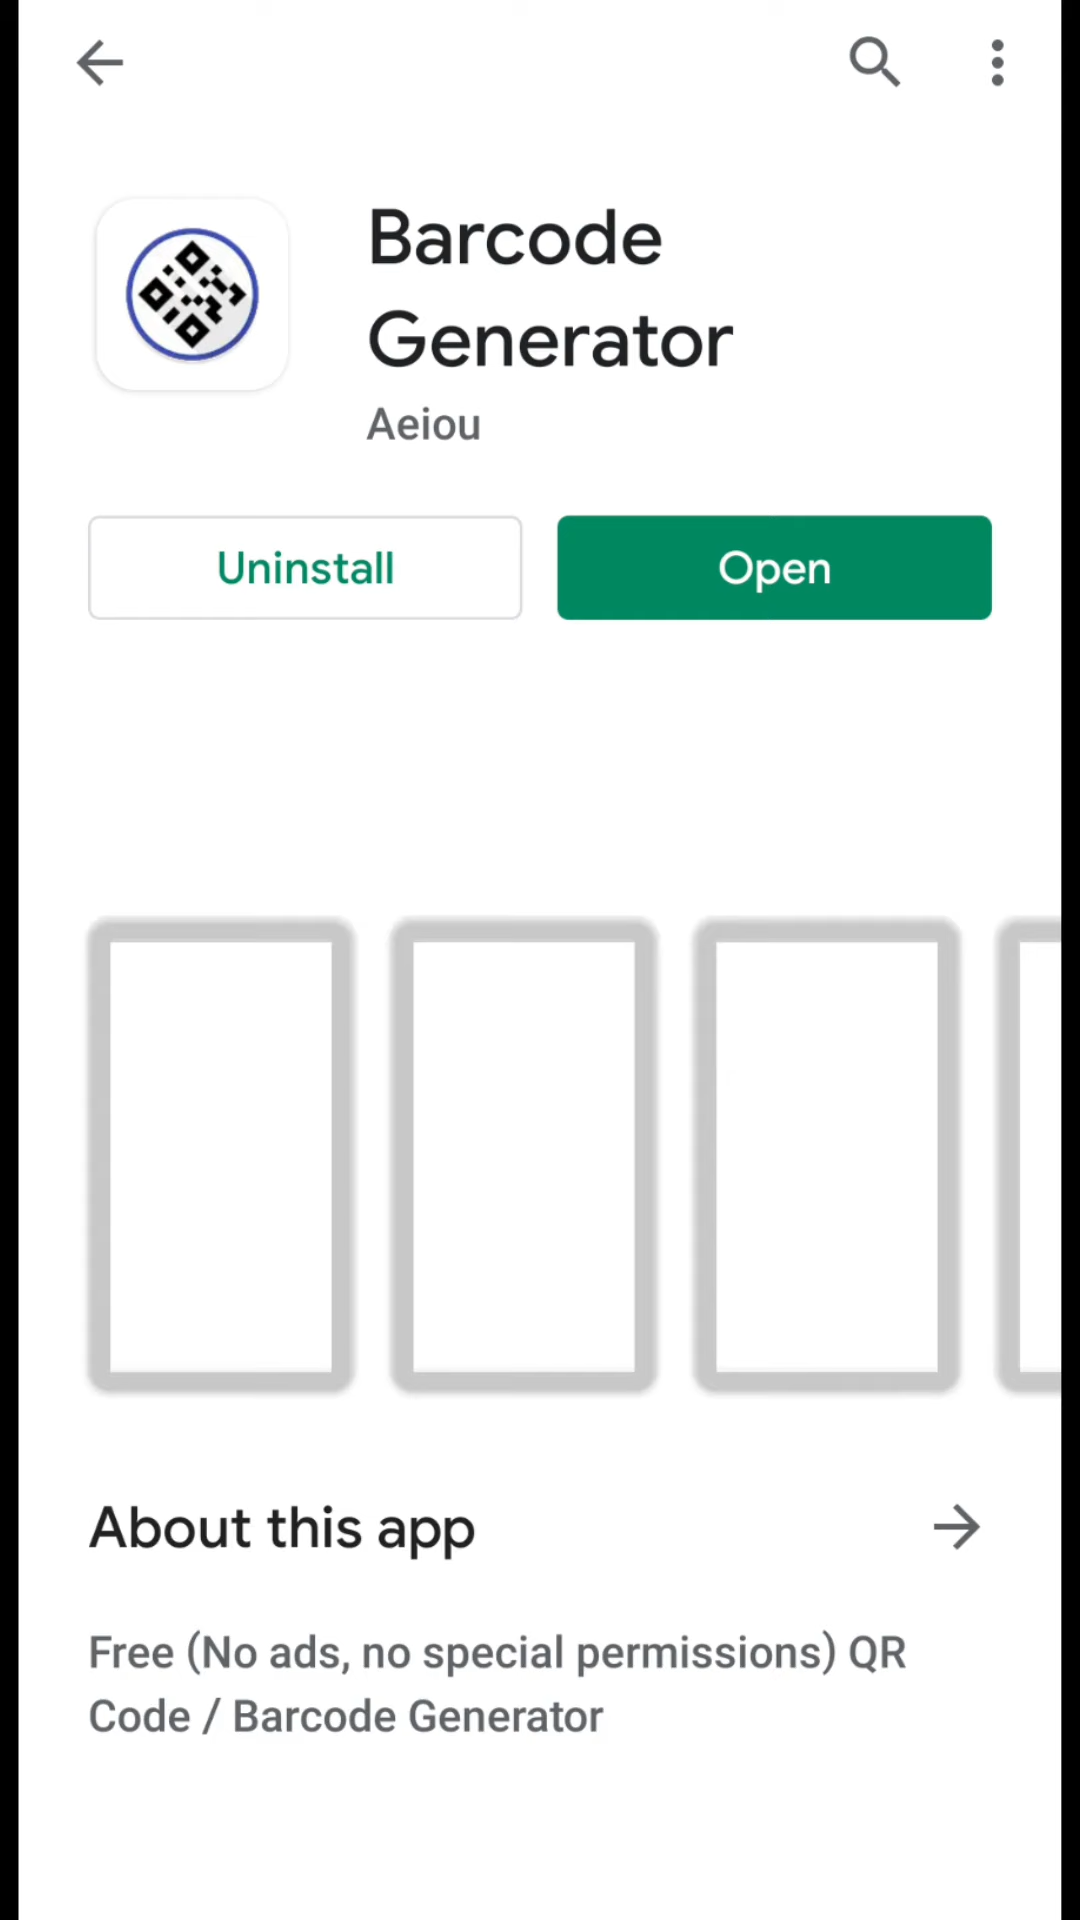 Barcode
Generator
Aeiou
Uninstall
Open
About this app
Free (No ads, no special permissions) QR
Code / Barcode Generator